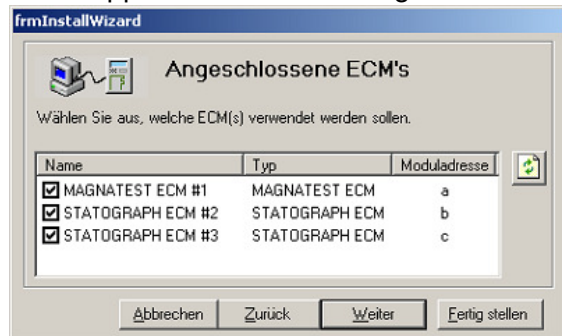 frmInstallWizard
Angeschlossene ECM's
Wählen Sie aus, welche ECM(s) verwendet werden sollen.
Name Typ Moduladresse
MAGNATEST ECM #1 MAGNATEST ECM a
STATOGRAPH ECM #2 STATOGRAPH ECM b
STATOGRAPH ECM #3 STATOGRAPH ECM c
Abbrechen Zurück Weiter Fertig stellen